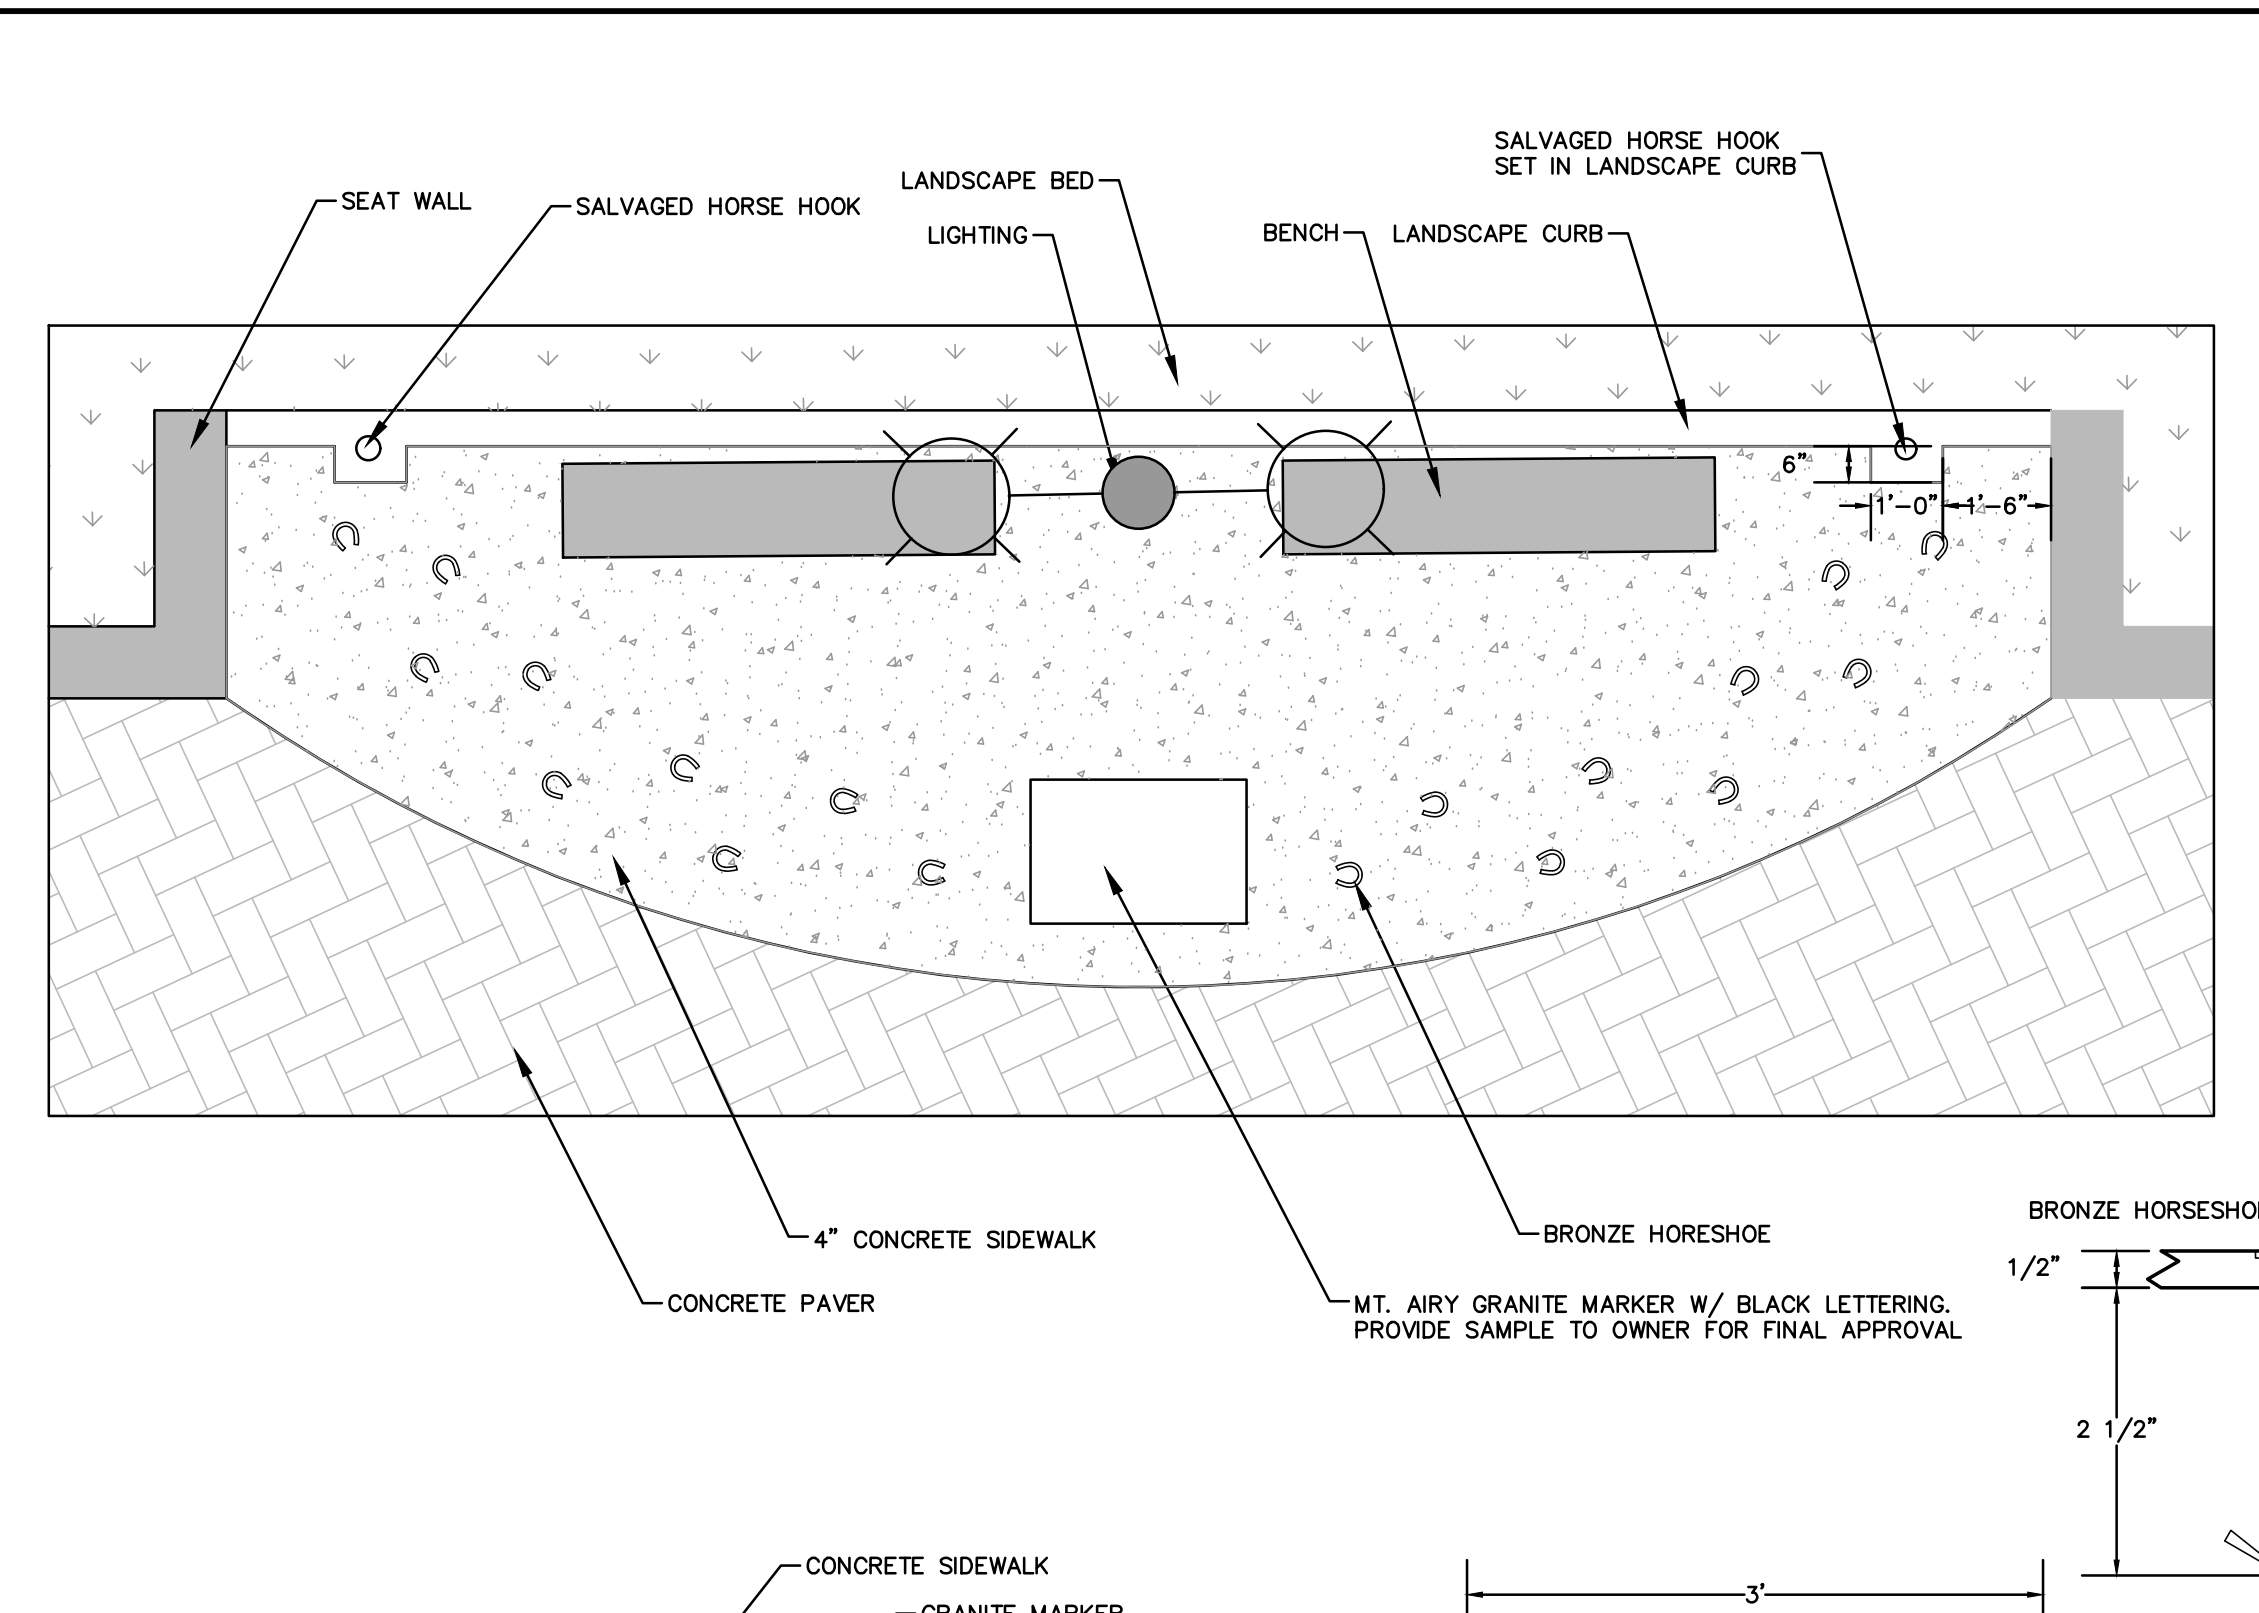 SALVAGED HORSE HOOK
SET IN LANDSCAPE CURB
LANDSCAPE BED
SEAT WALL
SALVAGED HORSE HOOK
LIGHTING
BENCH
LANDSCAPE CURB
6"
1'-0"
1'-6"
BRONZE HORSESHO
4" CONCRETE SIDEWALK
BRONZE HORESHOE
1/2"
CONCRETE PAVER
MT. AIRY GRANITE MARKER W/ BLACK LETTERING.
PROVIDE SAMPLE TO OWNER FOR FINAL APPROVAL
2 1/2"
CONCRETE SIDEWALK
3'
GRANITE MARKER